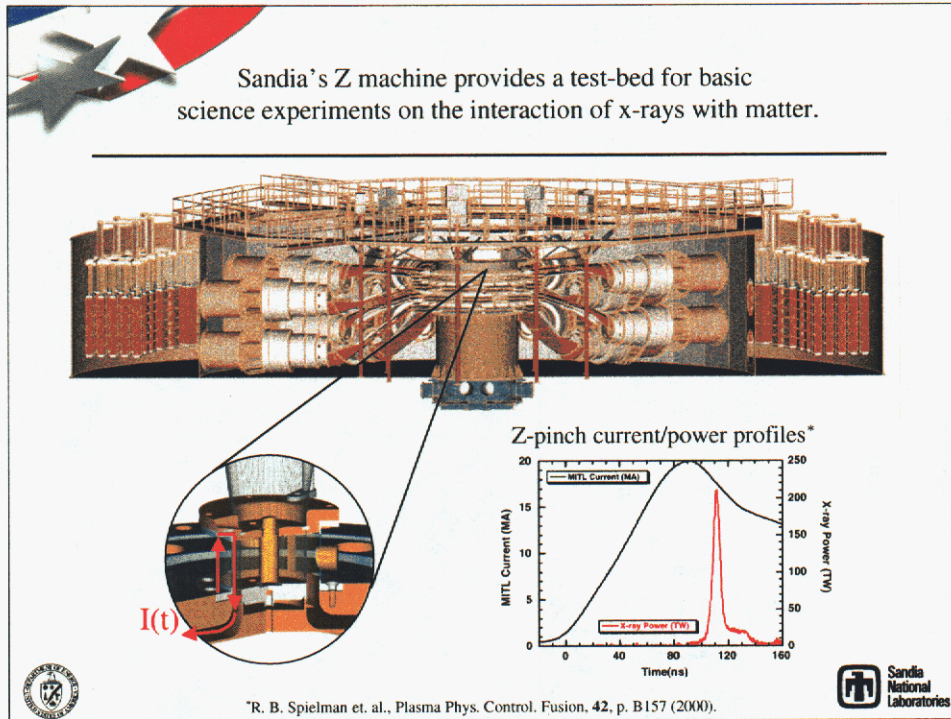 Sandia's Z machine provides a test-bed for basic
science experiments on the interaction of x-rays with matter.
I(t)
Z-pinch current/power profiles*
MITL Current (MA)
X-ray Power (TW)
20
15
10
5
0
MITL Current (MA)
250
200
150
100
50
0
X-ray Power (TW)
0
40
80
120
160
Time(ns)
*R. B. Spielman et. al., Plasma Phys. Control. Fusion, 42, p. B157 (2000).
Sandia
National
Laboratories